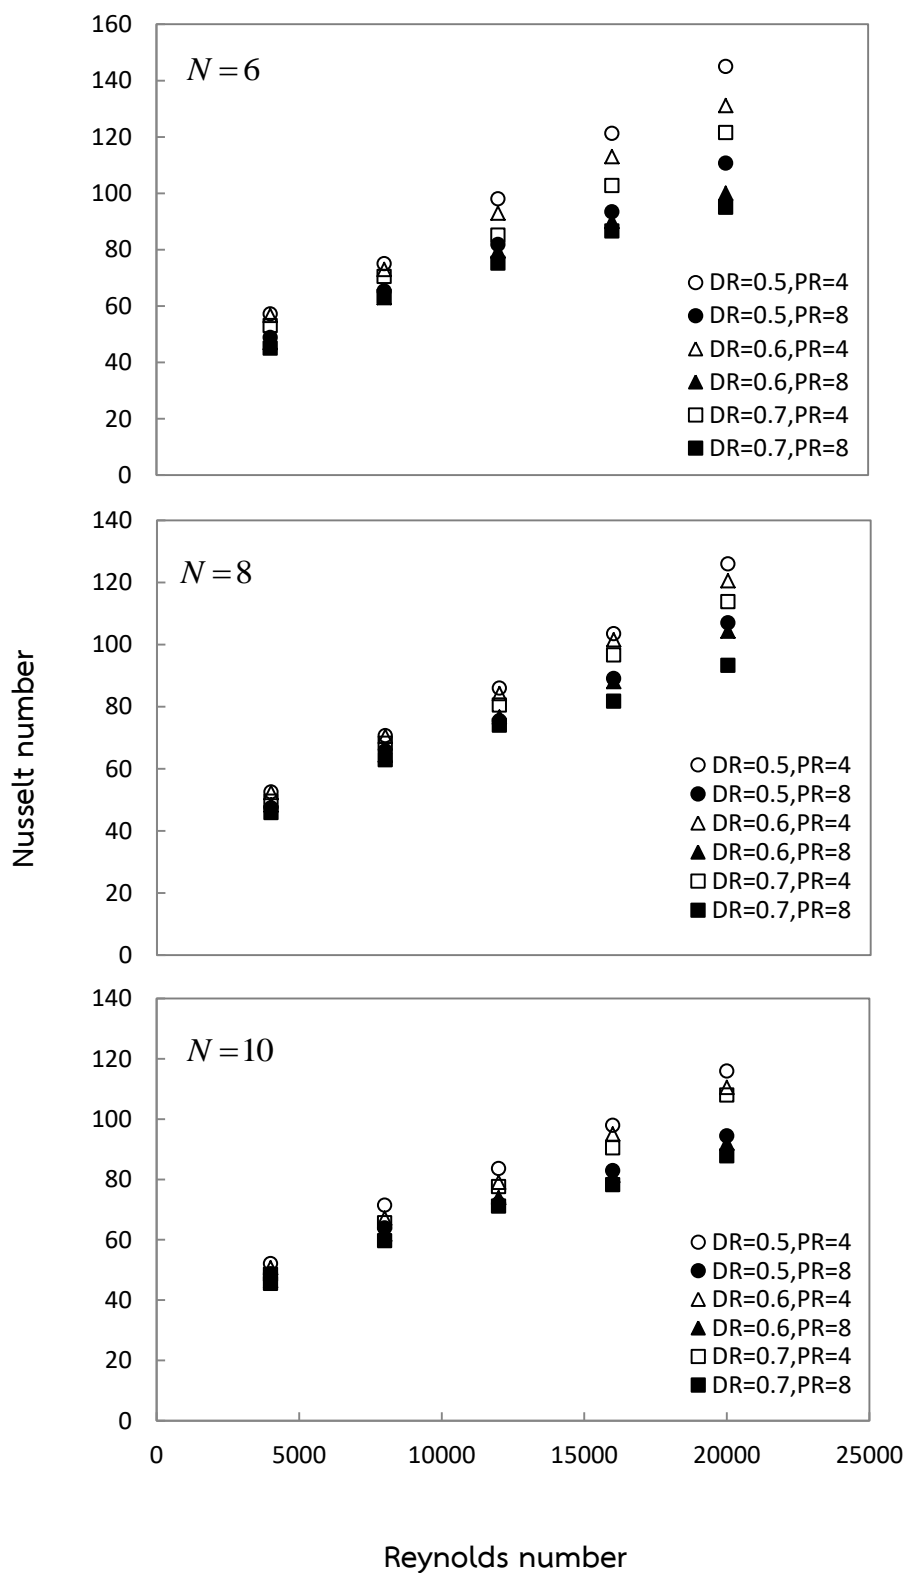 160
140
120
100
80
60
40
20
0
N = 6
DR=0.5,PR=4
DR=0.5,PR=8
DR=0.6,PR=4
DR=0.6,PR=8
DR=0.7,PR=4
DR=0.7,PR=8
Nusselt number
140
120
100
80
60
40
20
0
N = 8
DR=0.5,PR=4
DR=0.5,PR=8
DR=0.6,PR=4
DR=0.6,PR=8
DR=0.7,PR=4
DR=0.7,PR=8
140
120
100
80
60
40
20
0
N = 10
DR=0.5,PR=4
DR=0.5,PR=8
DR=0.6,PR=4
DR=0.6,PR=8
DR=0.7,PR=4
DR=0.7,PR=8
0 5000 10000 15000 20000 25000
Reynolds number